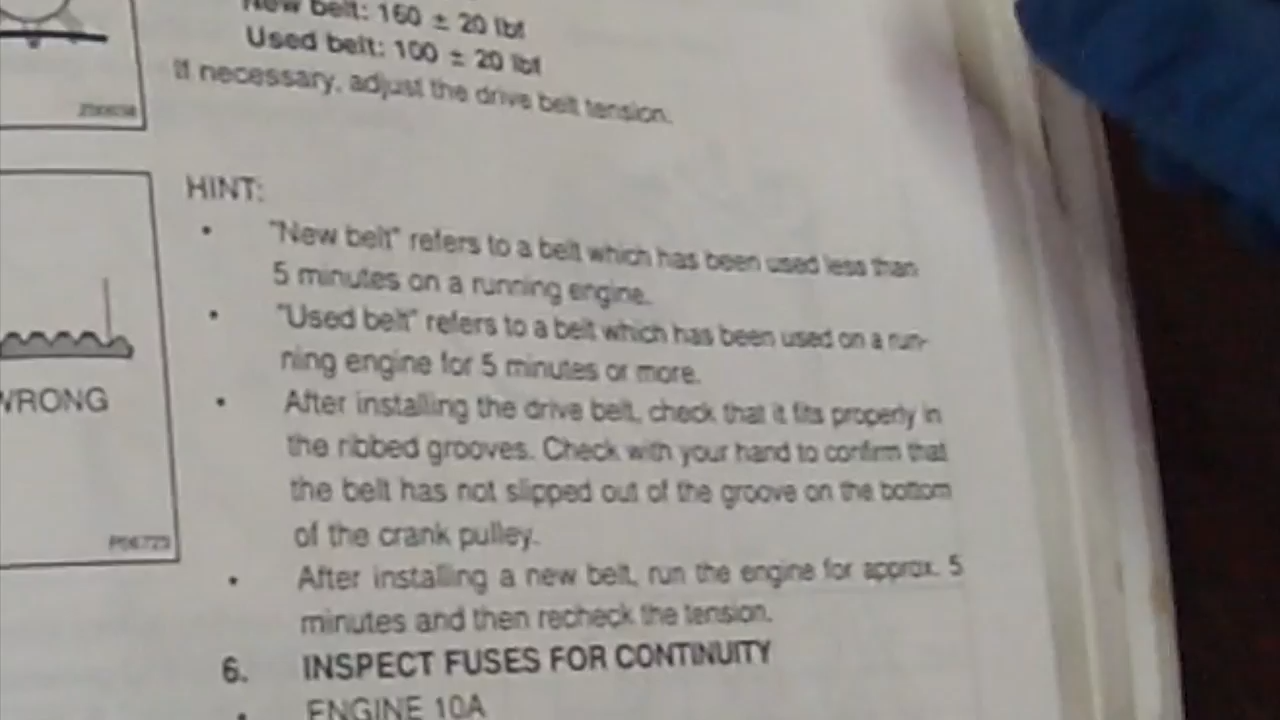 New belt: 160 ± 20 lbf
Used belt: 100 ± 20 lbf
If necessary, adjust the drive belt tension.
HINT:
• "New belt" refers to a belt which has been used less than
5 minutes on a running engine.
• "Used belt" refers to a belt which has been used on a run-
ning engine for 5 minutes or more.
WRONG
• After installing the drive belt, check that it fits properly in
the ribbed grooves. Check with your hand to confirm that
the belt has not slipped out of the groove on the bottom
of the crank pulley.
P06723
• After installing a new belt, run the engine for approx. 5
minutes and then recheck the tension.
6. INSPECT FUSES FOR CONTINUITY
• ENGINE 10A